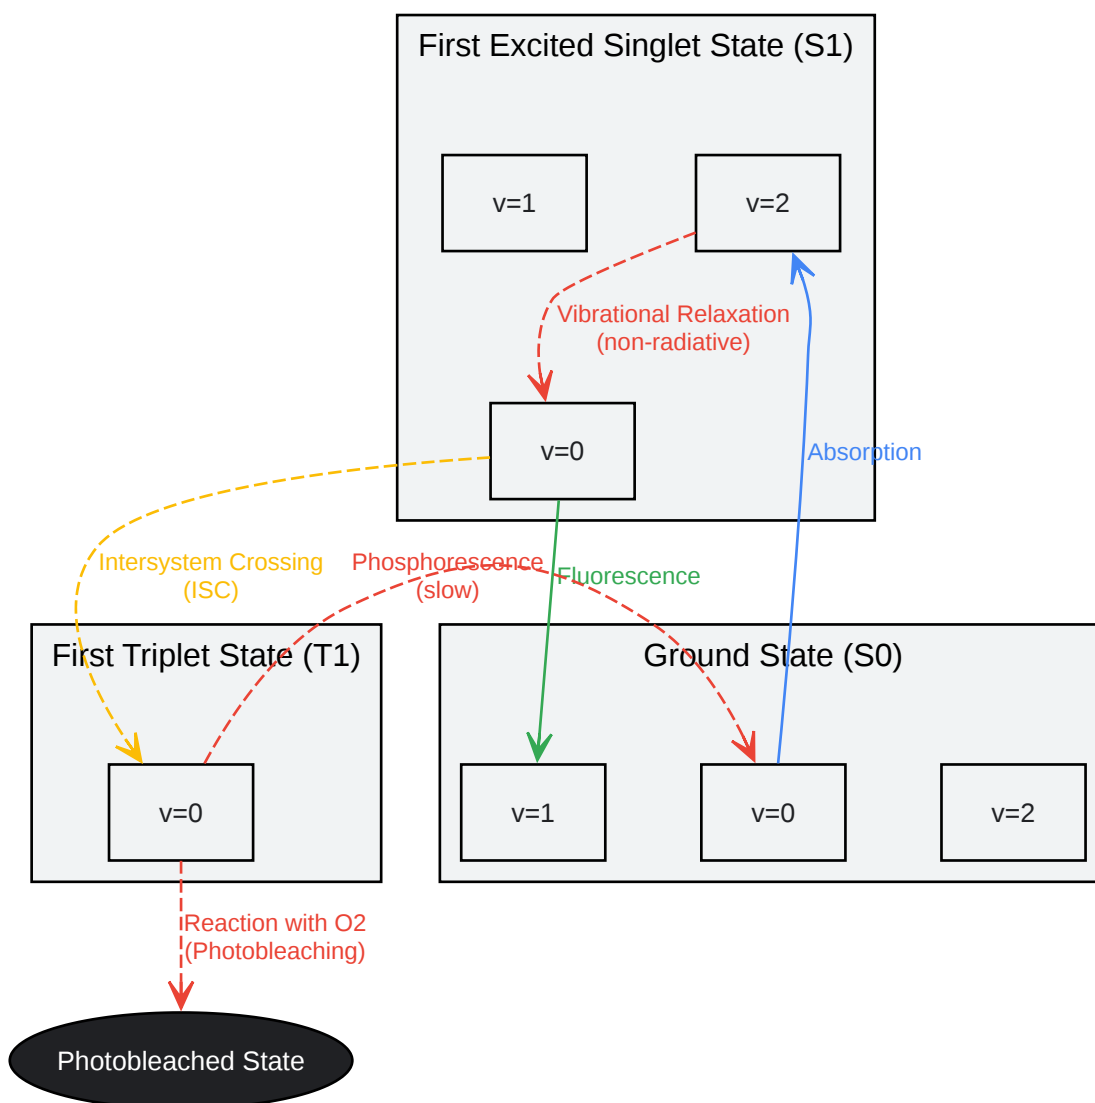 First Excited Singlet State (S1)
v=1
v=2
Vibrational Relaxation
(non-radiative)
v=0
Absorption
Intersystem Crossing
(ISC)
Phosphorescence
(slow)
Fluorescence
First Triplet State (T1)
Ground State (S0)
v=0
v=1
v=0
v=2
Reaction with O2
(Photobleaching)
Photobleached State